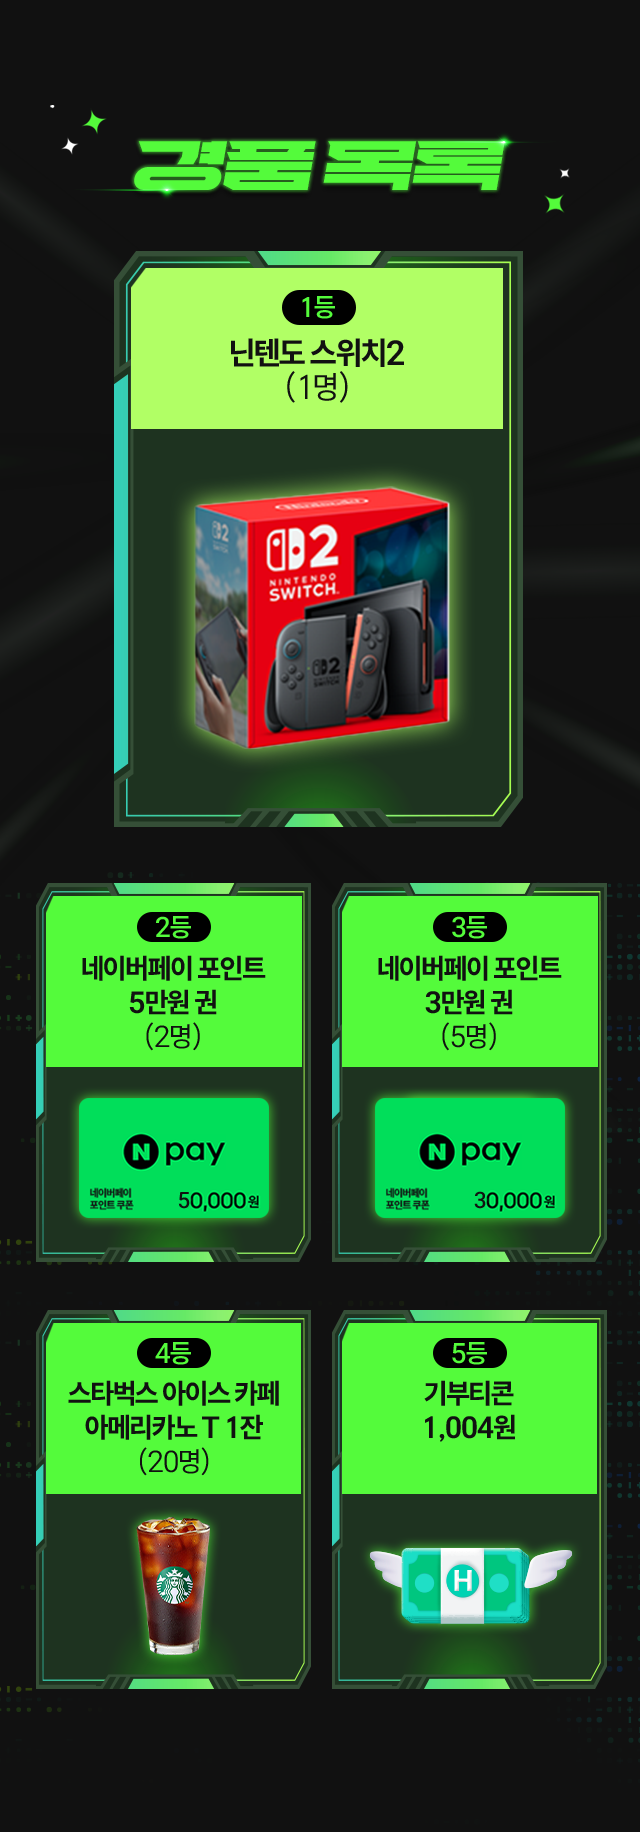 경품 목록
1등
닌텐도 스위치2
(1명)
2
NINTENDO
SWITCH
Nintendo
2
NINTENDO
SWITCH.
2
2등
네이버페이 포인트
5만원 권
(2명)
N pay
네이버페이
포인트 쿠폰
50,000원
3등
네이버페이 포인트
3만원 권
(5명)
N pay
네이버페이
포인트 쿠폰
30,000원
4등
스타벅스 아이스 카페
아메리카노 T 1잔
(20명)
5등
기부티콘
1,004원
H